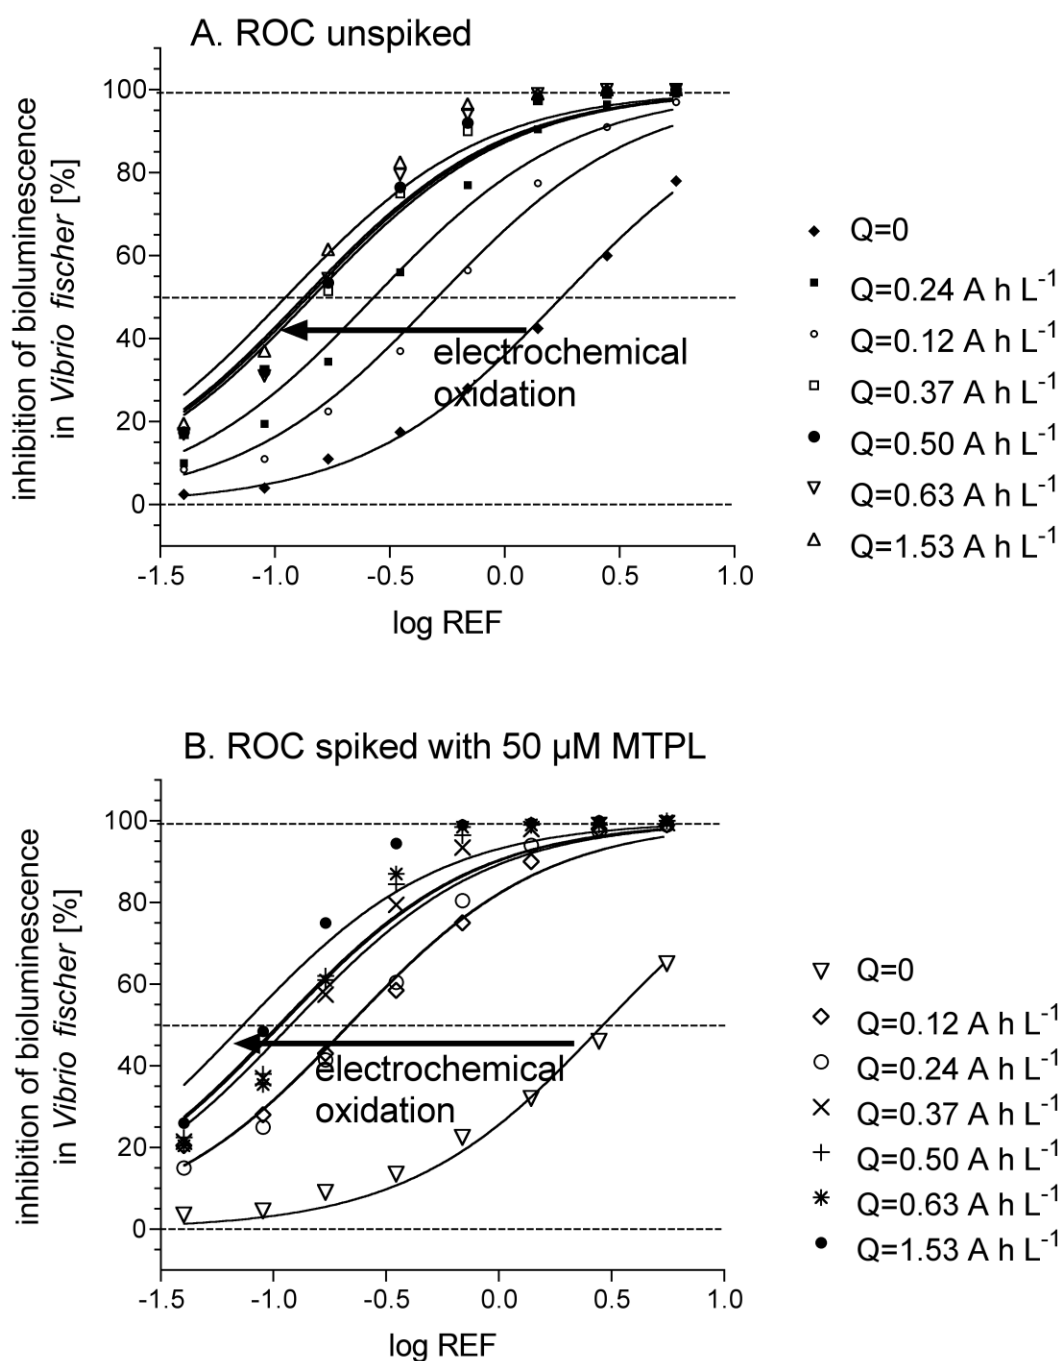 A. ROC unspiked
inhibition of bioluminescence
in Vibrio fischer [%]
100
80
60
40
20
0
electrochemical
oxidation
-1.5 -1.0 -0.5 0.0 0.5 1.0
log REF
Q=0
Q=0.24 A h L⁻¹
Q=0.12 A h L⁻¹
Q=0.37 A h L⁻¹
Q=0.50 A h L⁻¹
Q=0.63 A h L⁻¹
Q=1.53 A h L⁻¹
B. ROC spiked with 50 µM MTPL
inhibition of bioluminescence
in Vibrio fischer [%]
100
80
60
40
20
0
electrochemical
oxidation
-1.5 -1.0 -0.5 0.0 0.5 1.0
log REF
Q=0
Q=0.12 A h L⁻¹
Q=0.24 A h L⁻¹
Q=0.37 A h L⁻¹
Q=0.50 A h L⁻¹
Q=0.63 A h L⁻¹
Q=1.53 A h L⁻¹